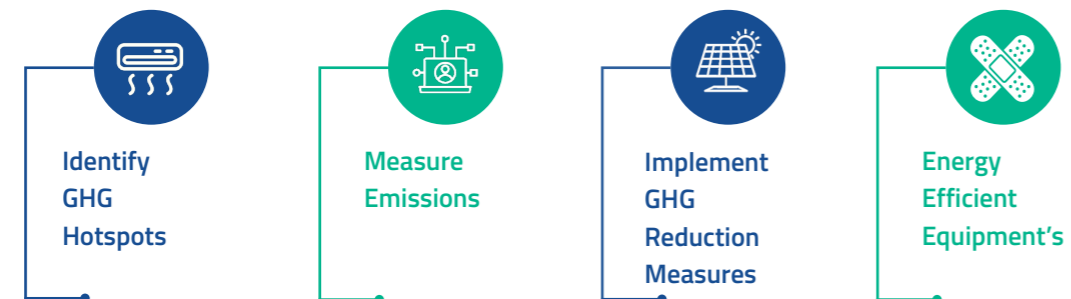 Identify
GHG
Hotspots
Measure
Emissions
Implement
GHG
Reduction
Measures
Energy
Efficient
Equipment’s